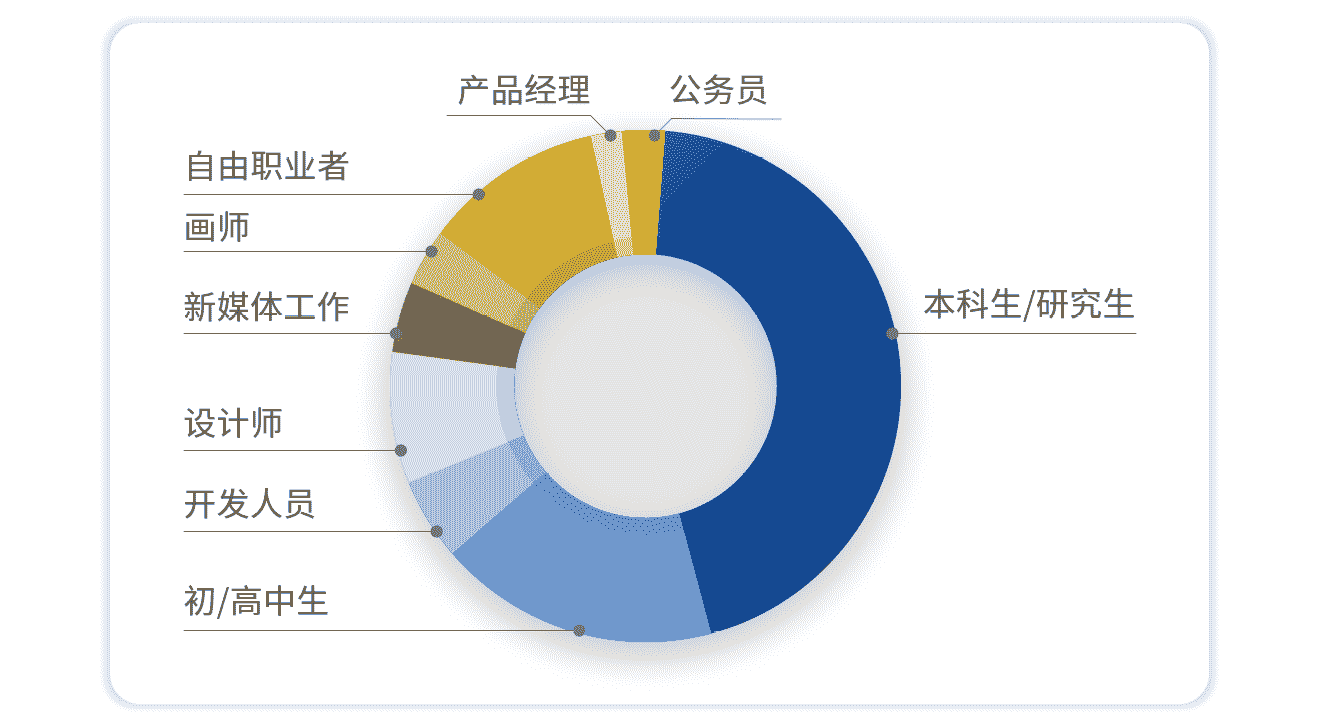 产品经理
公务员
自由职业者
画师
新媒体工作
本科生/研究生
设计师
开发人员
初/高中生